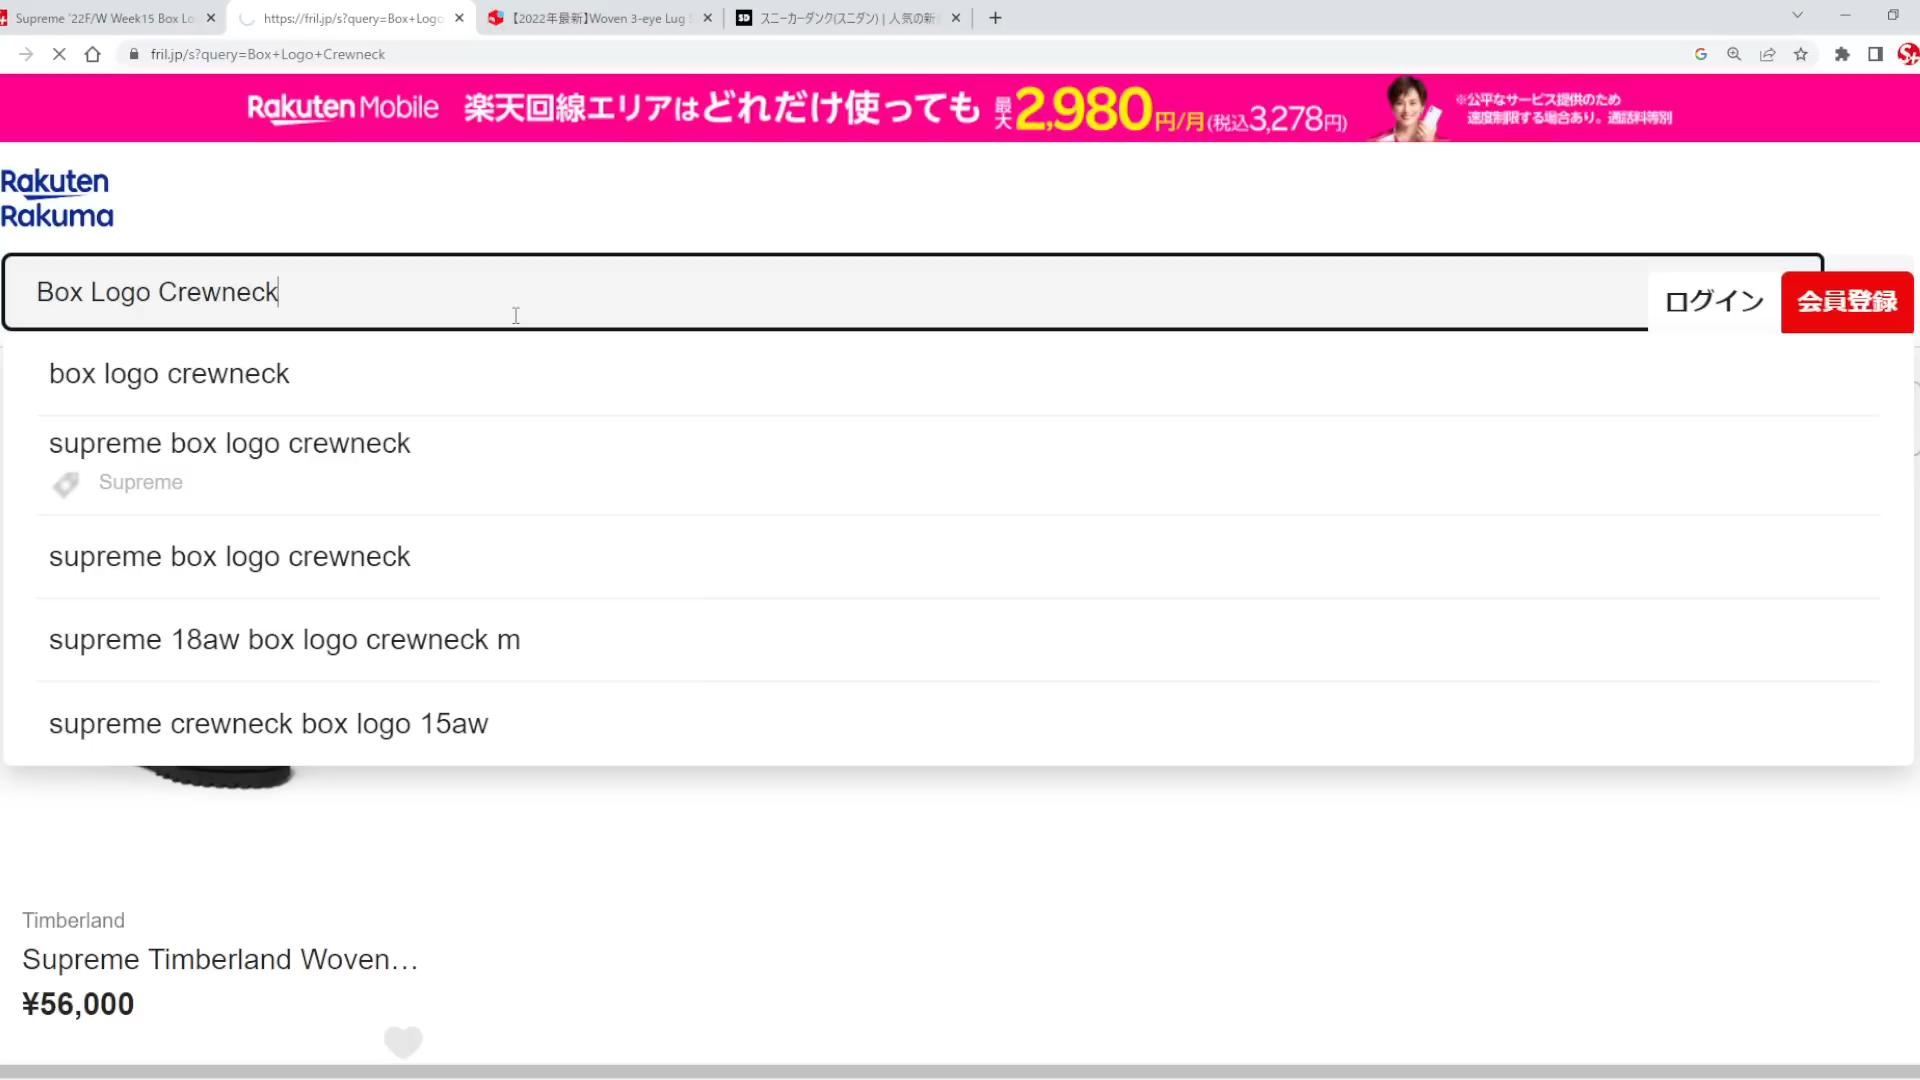 Supreme '22F/W Week15 Box Lo
https://fril.jp/s?query=Box+Logo
【2022年最新】Woven 3-eye Lug S
SD スニーカーダンク(スニダン) | 人気の新
fril.jp/s?query=Box+Logo+Crewneck
Rakuten Mobile 楽天回線エリアはどれだけ使っても 最大2,980円/月(税込3,278円)
※公平なサービス提供のため
速度制限する場合あり。通話料等別
Rakuten
Rakuma
Box Logo Crewneck
ログイン
会員登録
box logo crewneck
supreme box logo crewneck
Supreme
supreme box logo crewneck
supreme 18aw box logo crewneck m
supreme crewneck box logo 15aw
Timberland
Supreme Timberland Woven…
¥56,000